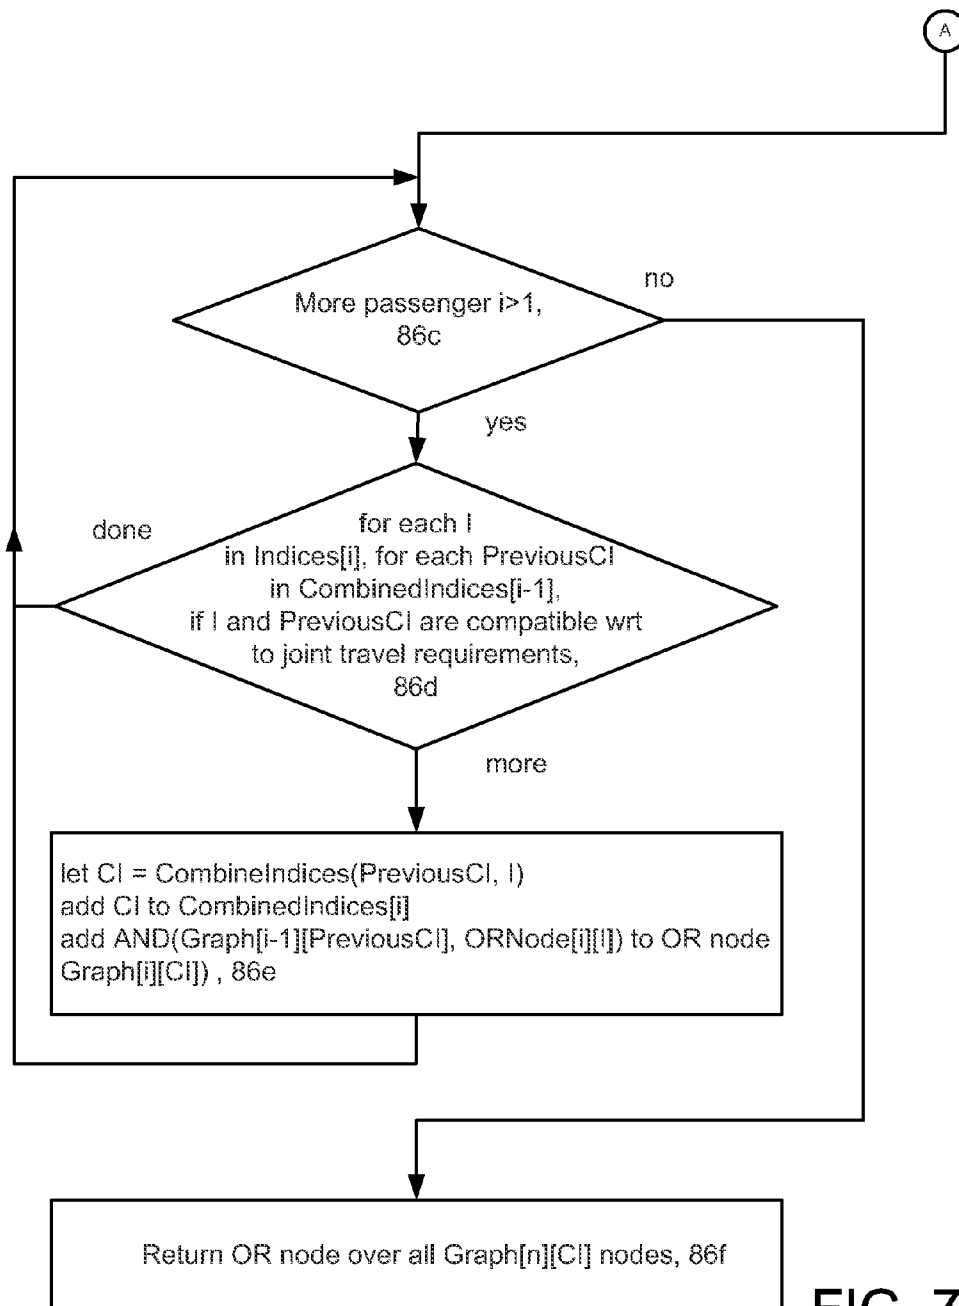 A
More passenger i>1,
86c
no
yes
done
for each I
in Indices[i], for each PreviousCI
in CombinedIndices[i-1],
if I and PreviousCI are compatible wrt
to joint travel requirements,
86d
more
let CI = CombineIndices(PreviousCI, I)
add CI to CombinedIndices[i]
add AND(Graph[i-1][PreviousCI], ORNode[i][I]) to OR node
Graph[i][CI]) , 86e
Return OR node over all Graph[n][CI] nodes, 86f
FIG. 7